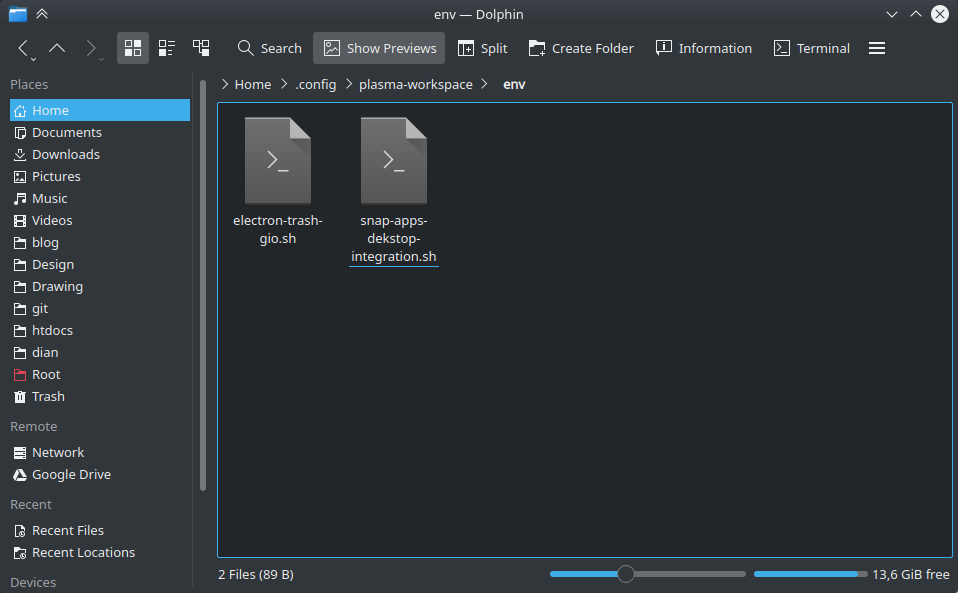 env — Dolphin
Search Show Previews Split Create Folder Information Terminal
Places
Home
Documents
Downloads
Pictures
Music
Videos
blog
Design
Drawing
git
htdocs
dian
Root
Trash
Remote
Network
Google Drive
Recent
Recent Files
Recent Locations
Devices
Home .config plasma-workspace env
electron-trash-
gio.sh
snap-apps-
dekstop-
integration.sh
2 Files (89 B)
13,6 GiB free